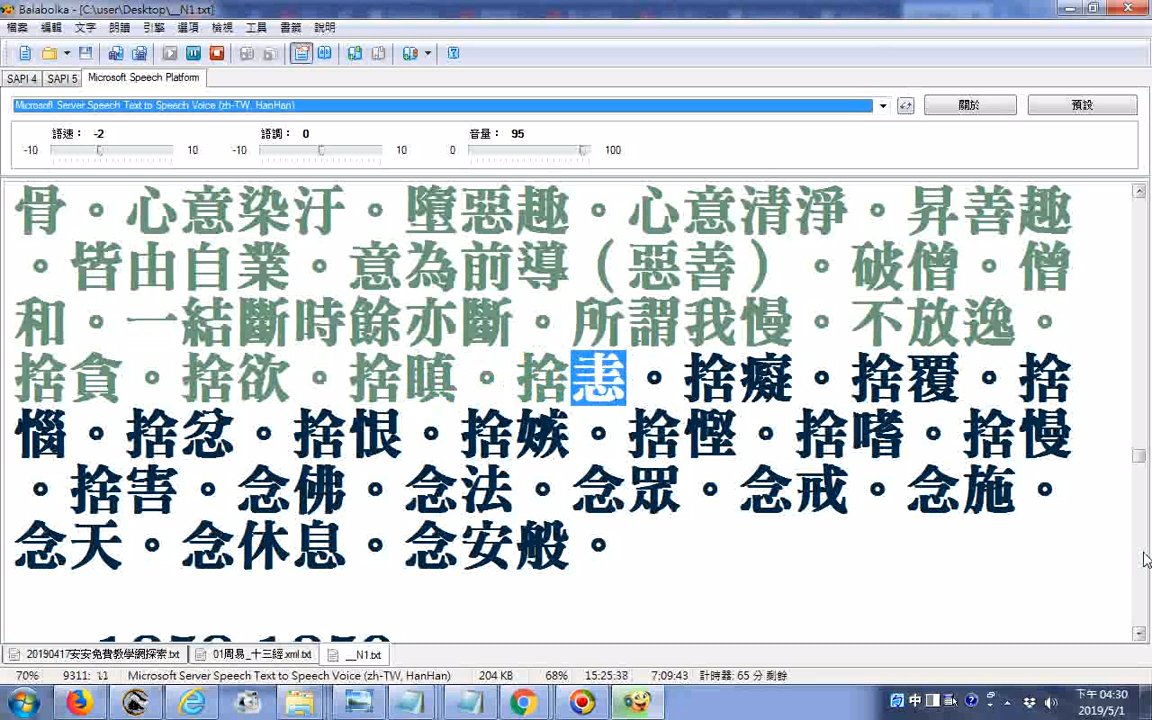 Balabolka - [C:\user\Desktop\__N1.txt]
檔案 編輯 文字 朗讀 引擎 選項 檢視 工具 書籤 說明
SAPI 4 SAPI 5 Microsoft Speech Platform
Microsoft Server Speech Text to Speech Voice (zh-TW, HanHan) 關於 預設
語速： -2 語調： 0 音量： 95
-10 10 -10 10 0 100
骨。心意染汙。墮惡趣。心意清淨。昇善趣
。皆由自業。意為前導（惡善）。破僧。僧
和。一結斷時餘亦斷。所謂我慢。不放逸。
捨貪。捨欲。捨瞋。捨恚。捨癡。捨覆。捨
惱。捨忿。捨恨。捨嫉。捨慳。捨嗜。捨慢
。捨害。念佛。念法。念眾。念戒。念施。
念天。念休息。念安般。
20190417安安免費教學網探索.txt 01周易_十三經.xml.txt __N1.txt
70% 9311: 11 Microsoft Server Speech Text to Speech Voice (zh-TW, HanHan) 204 KB 68% 15:25:38 7:09:43 計時器: 65 分 剩餘
中 下午 04:30
2019/5/1